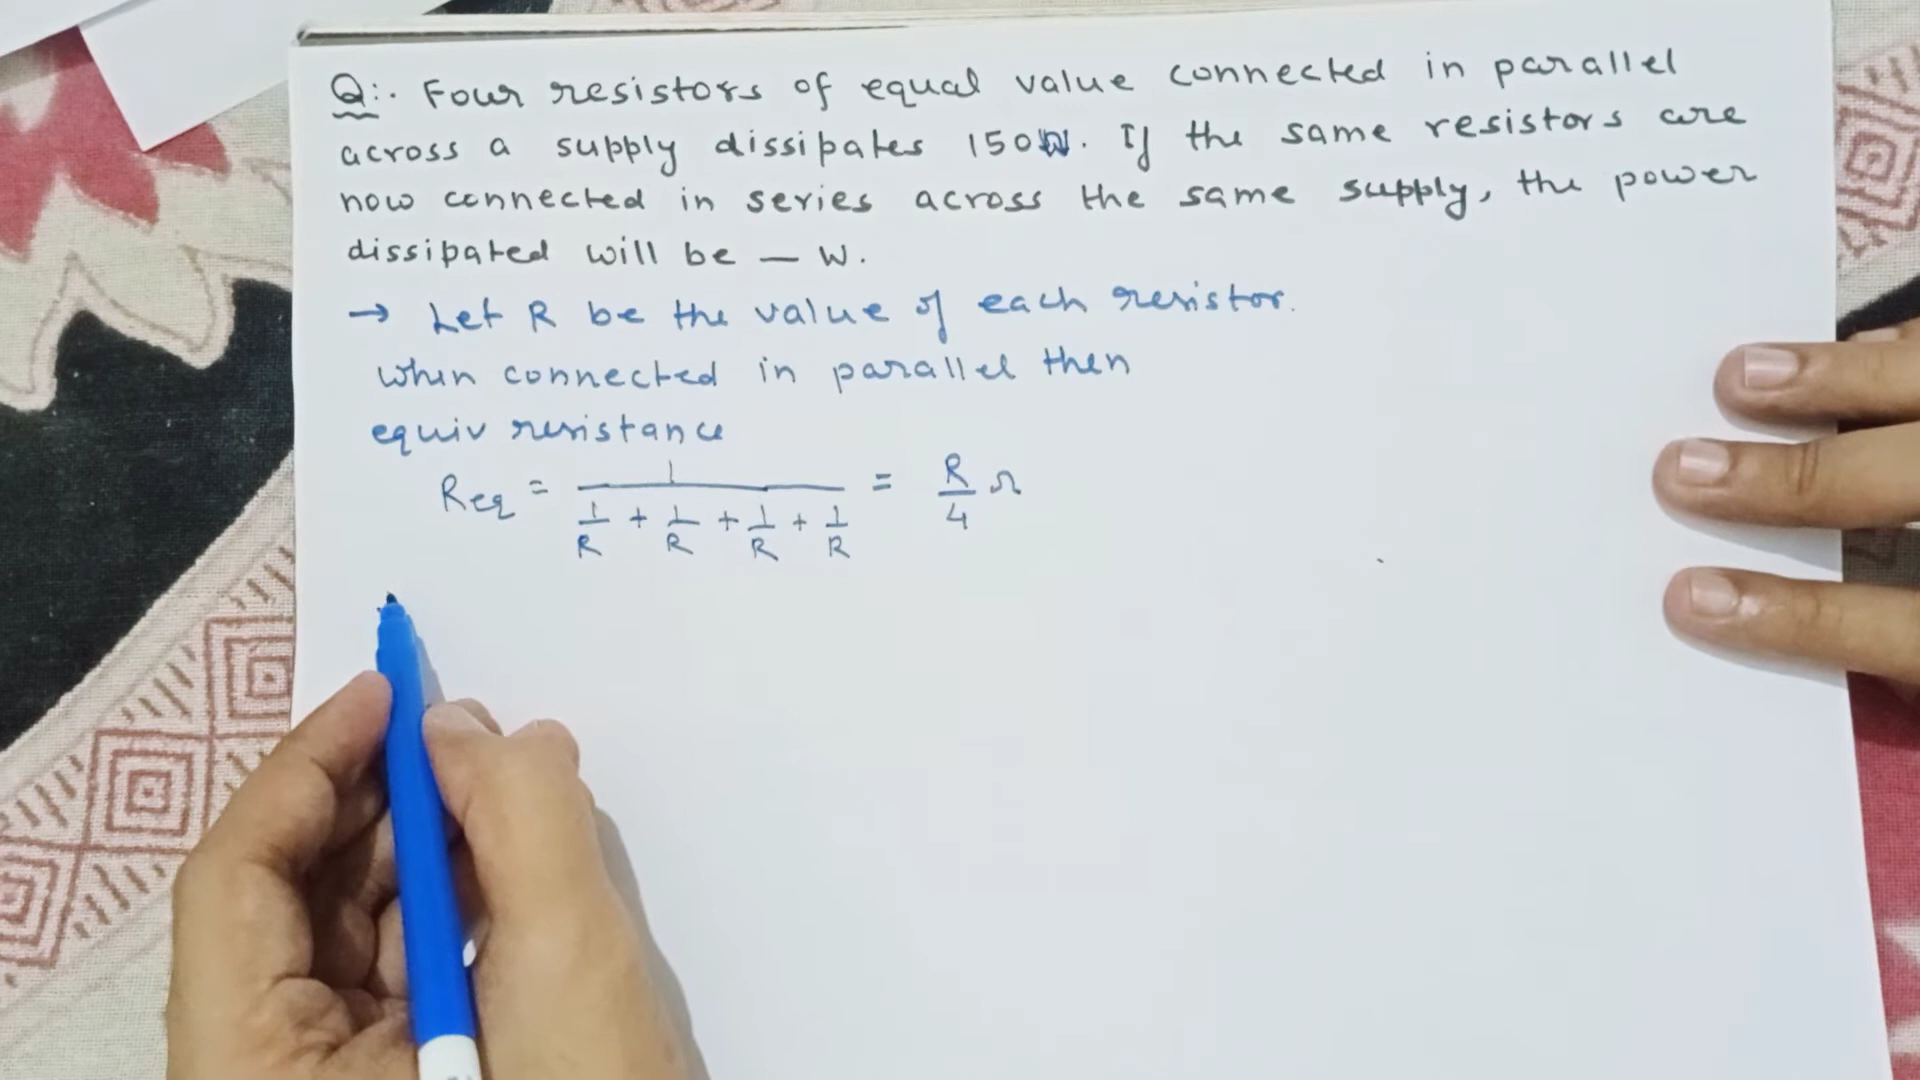 Q:. Four resistors of equal value connected in parallel
across a supply dissipates 150W. If the same resistors are
now connected in series across the same supply, the power
dissipated will be — W.
→ Let R be the value of each resistor.
when connected in parallel then
equiv resistance
Req = 1/(1/R + 1/R + 1/R + 1/R) = R/4 Ω